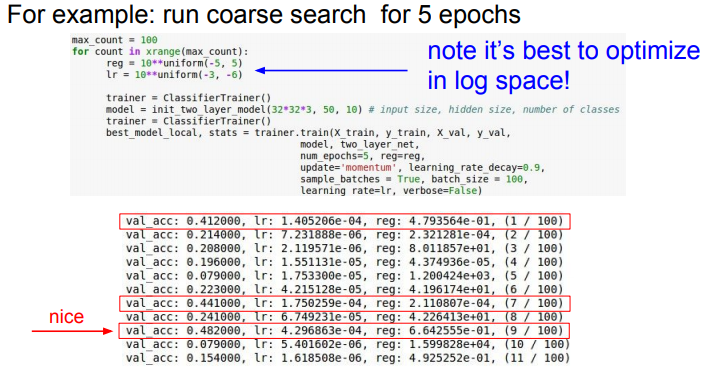 For example: run coarse search for 5 epochs
max_count = 100
for count in xrange(max_count):
reg = 10**uniform(-5, 5)
lr = 10**uniform(-3, -6)
note it's best to optimize
in log space!
trainer = ClassifierTrainer()
model = init_two_layer_model(32*32*3, 50, 10) # input size, hidden size, number of classes
trainer = ClassifierTrainer()
best_model_local, stats = trainer.train(X_train, y_train, X_val, y_val,
model, two_layer_net,
num_epochs=5, reg=reg,
update='momentum', learning_rate_decay=0.9,
sample_batches = True, batch_size = 100,
learning_rate=lr, verbose=False)
val_acc: 0.412000, lr: 1.405206e-04, reg: 4.793564e-01, (1 / 100)
val_acc: 0.214000, lr: 7.231888e-06, reg: 2.321281e-04, (2 / 100)
val_acc: 0.208000, lr: 2.119571e-06, reg: 8.011857e+01, (3 / 100)
val_acc: 0.196000, lr: 1.551131e-05, reg: 4.374936e-05, (4 / 100)
val_acc: 0.079000, lr: 1.753300e-05, reg: 1.200424e+03, (5 / 100)
val_acc: 0.223000, lr: 4.215128e-05, reg: 4.196174e+01, (6 / 100)
val_acc: 0.441000, lr: 1.750259e-04, reg: 2.110807e-04, (7 / 100)
val_acc: 0.241000, lr: 6.749231e-05, reg: 4.226413e+01, (8 / 100)
nice
val_acc: 0.482000, lr: 4.296863e-04, reg: 6.642555e-01, (9 / 100)
val_acc: 0.079000, lr: 5.401602e-06, reg: 1.599828e+04, (10 / 100)
val_acc: 0.154000, lr: 1.618508e-06, reg: 4.925252e-01, (11 / 100)